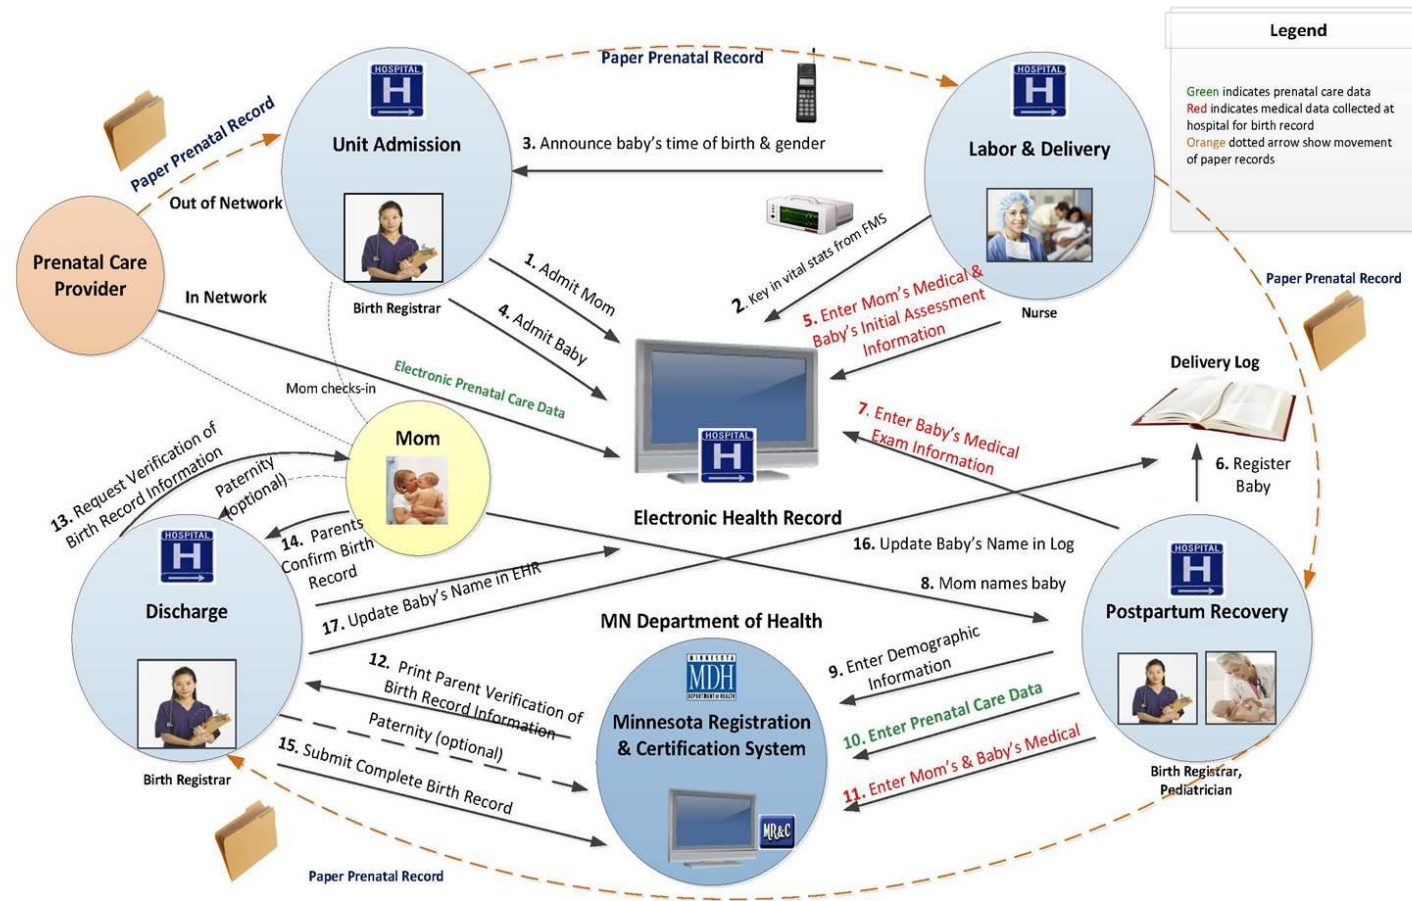 Legend
Green indicates prenatal care data
Red indicates medical data collected at
hospital for birth record
Orange dotted arrow show movement
of paper records
Paper Prenatal Record
HOSPITAL
H
Unit Admission
Birth Registrar
Paper Prenatal Record
Out of Network
Prenatal Care
Provider
In Network
3. Announce baby's time of birth & gender
HOSPITAL
H
Labor & Delivery
Nurse
1. Admit Mom
4. Admit Baby
2. Key in vital stats from FMS
5. Enter Mom's Medical &
Baby's Initial Assessment
Information
Paper Prenatal Record
Mom checks-in
Electronic Prenatal Care Data
HOSPITAL
H
Electronic Health Record
7. Enter Baby's Medical
Exam Information
Delivery Log
6. Register
Baby
Mom
13. Request Verification of
Birth Record Information
Paternity
(optional)
14. Parents
Confirm Birth
Record
17. Update Baby's Name in EHR
16. Update Baby's Name in Log
8. Mom names baby
HOSPITAL
H
Discharge
Birth Registrar
HOSPITAL
H
Postpartum Recovery
Birth Registrar,
Pediatrician
MN Department of Health
MINNESOTA
MDH
DEPARTMENT of HEALTH
Minnesota Registration
& Certification System
MR&C
9. Enter Demographic
Information
10. Enter Prenatal Care Data
11. Enter Mom's & Baby's Medical
12. Print Parent Verification of
Birth Record Information
Paternity (optional)
15. Submit Complete Birth Record
Paper Prenatal Record